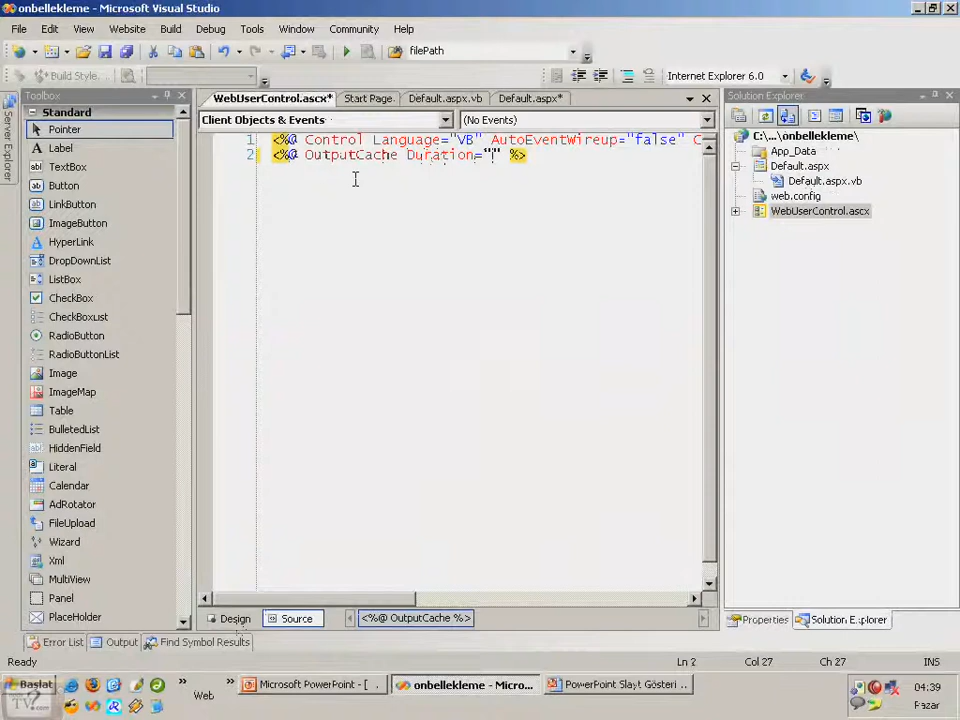 onbellekleme - Microsoft Visual Studio
File Edit View Website Build Debug Tools Window Community Help
filePath
Build Style... Internet Explorer 6.0
Toolbox
WebUserControl.ascx* Start Page Default.aspx.vb Default.aspx*
Solution Explorer
Client Objects & Events (No Events)
Server Explorer
Standard
Pointer
Label
TextBox
Button
LinkButton
ImageButton
HyperLink
DropDownList
ListBox
CheckBox
CheckBoxList
RadioButton
RadioButtonList
Image
ImageMap
Table
BulletedList
HiddenField
Literal
Calendar
AdRotator
FileUpload
Wizard
Xml
MultiView
Panel
PlaceHolder
1 <%@ Control Language="VB" AutoEventWireup="false" C
2 <%@ OutputCache Duration="" %>
C:\...\onbellekleme\
App_Data
Default.aspx
Default.aspx.vb
web.config
WebUserControl.ascx
Design Source <%@ OutputCache %>
Properties Solution Explorer
Error List Output Find Symbol Results
Ready Ln 2 Col 27 Ch 27 INS
Başlat Web Microsoft PowerPoint - [ ... onbellekleme - Micro... PowerPoint Slayt Gösteri ... 04:39
Pazar
TV?
.com